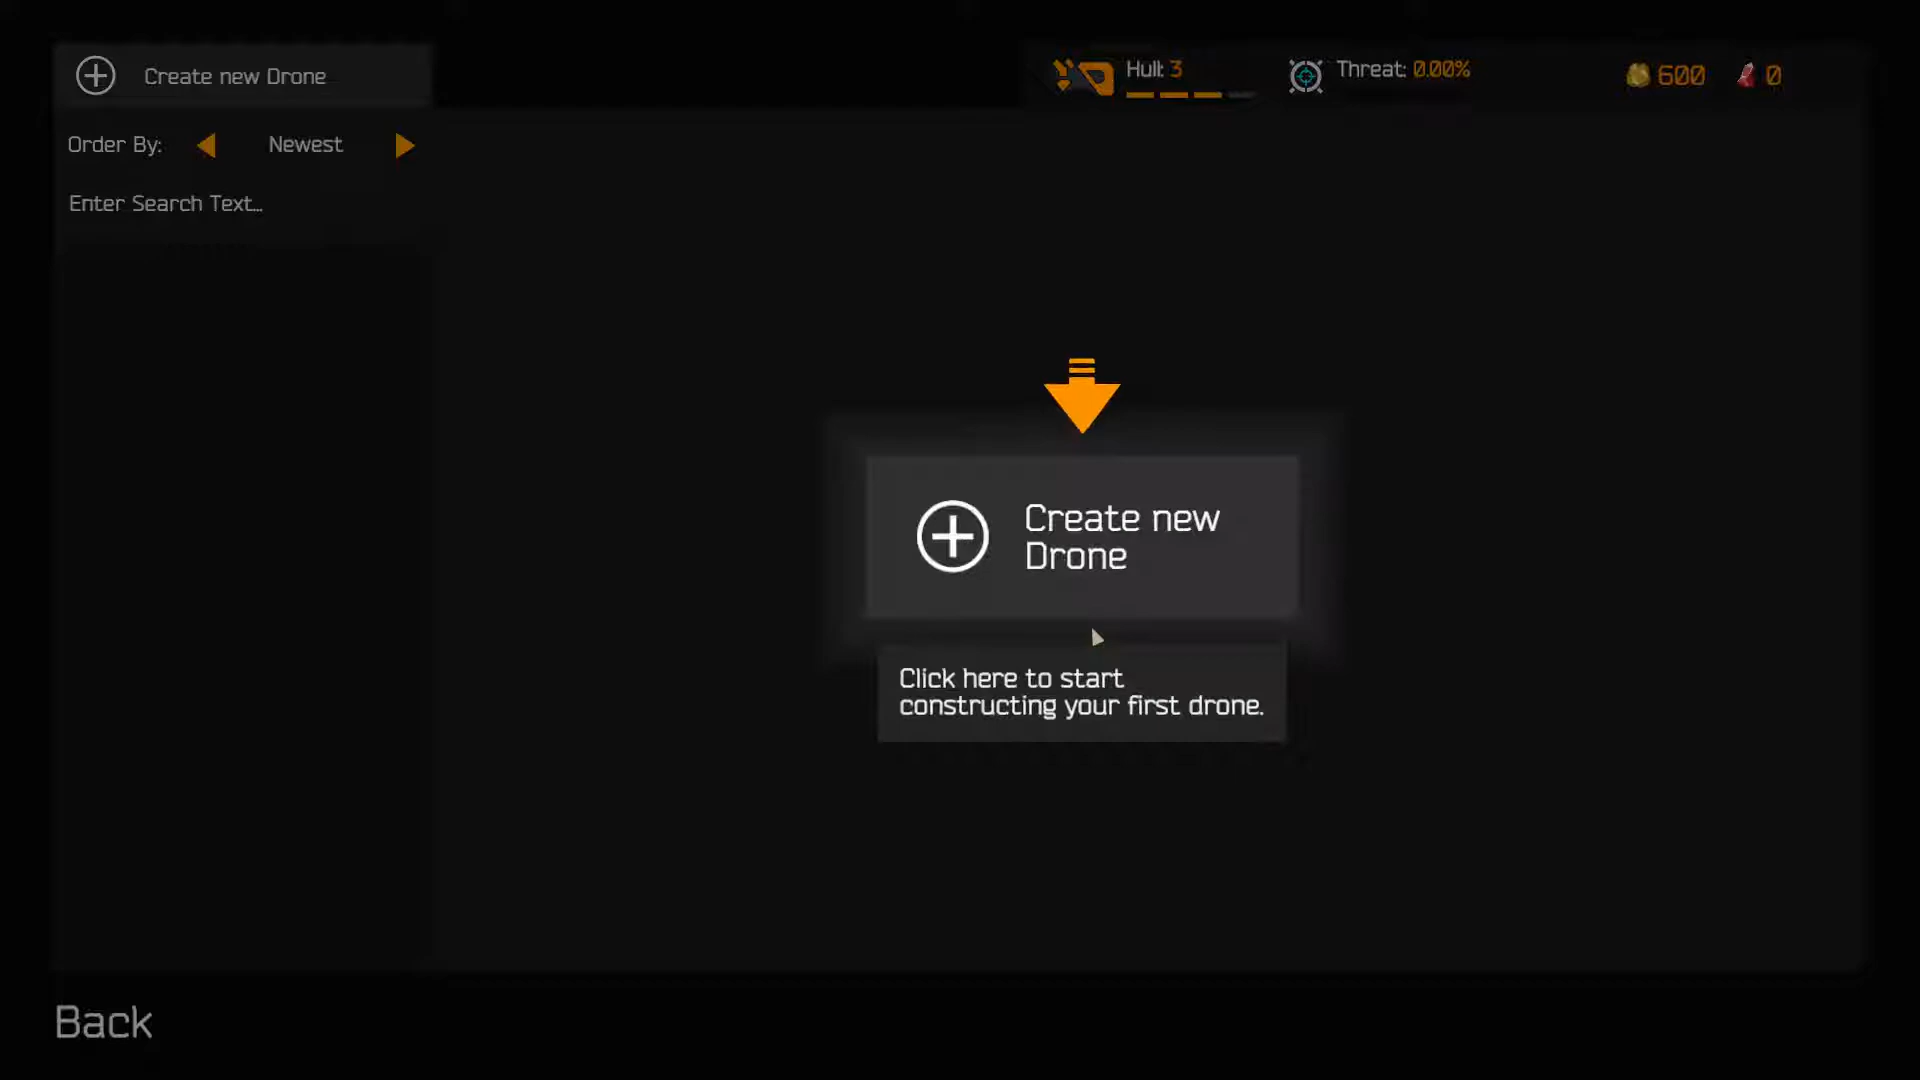 Create new Drone
Hull: 3
Threat: 0.00%
600
0
Order By:
Newest
Enter Search Text...
Create new
Drone
Click here to start
constructing your first drone.
Back